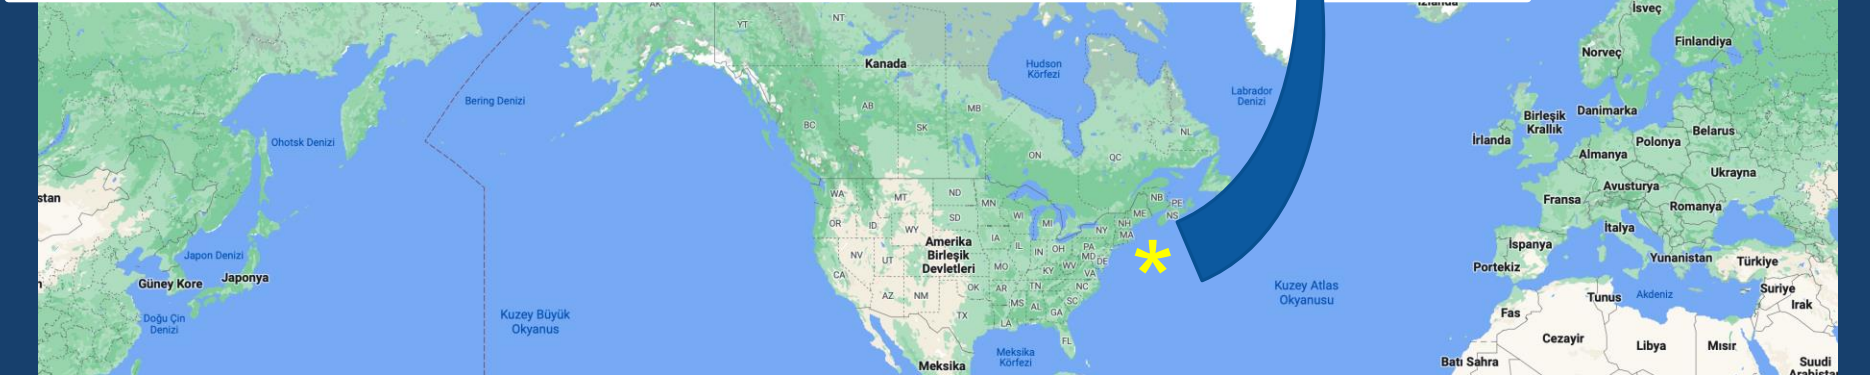 İsveç
AK
YT
NT
Finlandiya
Norveç
Kanada
Hudson
Körfezi
Labrador
Denizi
Bering Denizi
AB
MB
Danimarka
Birleşik
Krallık
BC
SK
NL
Belarus
Ohotsk Denizi
İrlanda
Polonya
ON
QC
Almanya
Ukrayna
Avusturya
stan
WA
MT
ND
NB
PE
Fransa
MN
Romanya
OR
ID
SD
WI
MI
ME
NS
WY
NH
NY
MA
İtalya
Amerika
Birleşik
Devletleri
IA
IL
IN
OH
PA
MD
DE
*
İspanya
Japon Denizi
NV
UT
Yunanistan
Türkiye
Portekiz
CA
MO
KY
WV
VA
Güney Kore
Japonya
Kuzey Atlas
Okyanusu
OK
AR
TN
NC
Suriye
AZ
NM
Tunus
Akdeniz
Irak
MS
AL
SC
GA
Fas
Doğu Çin
Denizi
Kuzey Büyük
Okyanus
TX
LA
Cezayir
Libya
Mısır
FL
Meksika
Körfezi
Meksika
Batı Sahra
Suudi
Arabistan